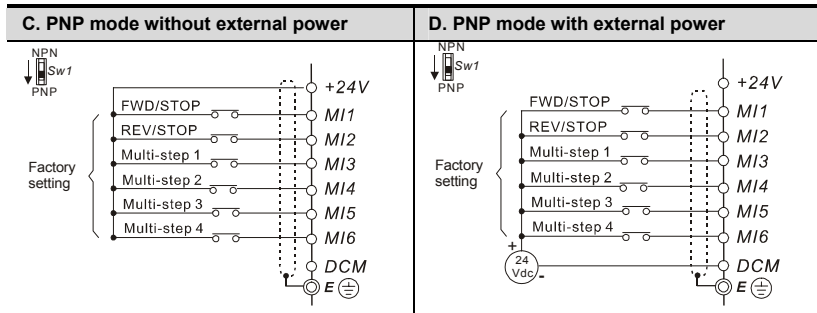 C. PNP mode without external power
NPN
Sw1
PNP
+24V
FWD/STOP
MI1
REV/STOP
MI2
Multi-step 1
MI3
Factory
setting
Multi-step 2
MI4
Multi-step 3
MI5
Multi-step 4
MI6
DCM
E
D. PNP mode with external power
NPN
Sw1
PNP
+24V
FWD/STOP
MI1
REV/STOP
MI2
Multi-step 1
MI3
Factory
setting
Multi-step 2
MI4
Multi-step 3
MI5
Multi-step 4
MI6
+
24
Vdc
-
DCM
E